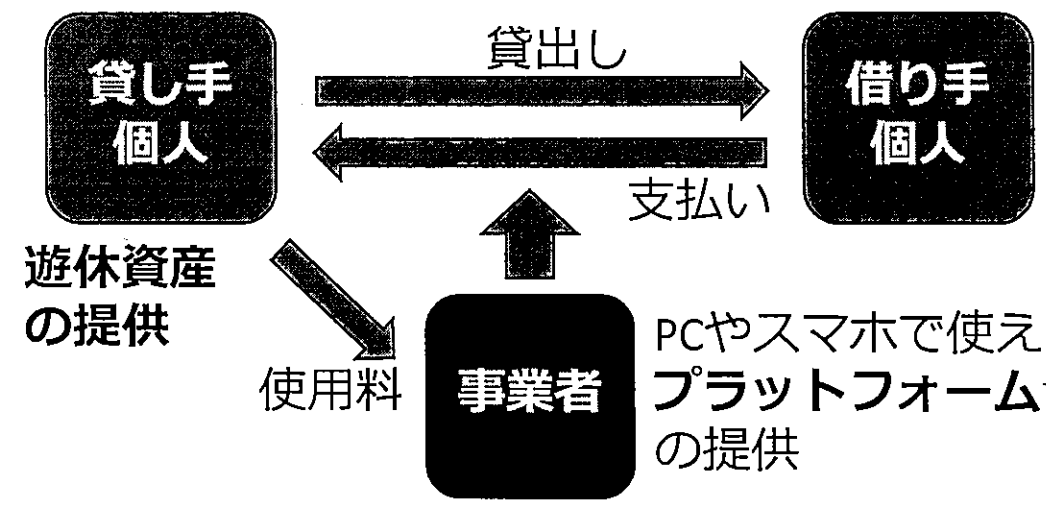 貸出し
貸し手
個人
借り手
個人
支払い
遊休資産
の提供
使用料
事業者
PCやスマホで使え
プラットフォーム
の提供